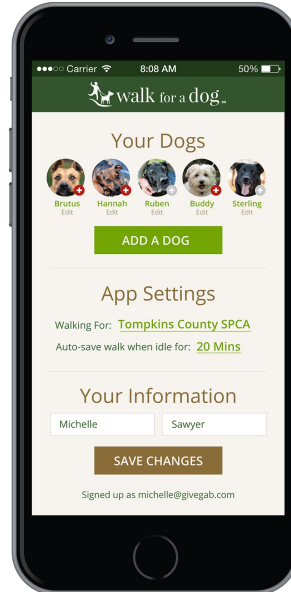 Carrier 8:08 AM 50%
walk for a dog
Your Dogs
Brutus Hannah Ruben Buddy Sterling
Edit Edit Edit Edit Edit
ADD A DOG
App Settings
Walking For: Tompkins County SPCA
Auto-save walk when idle for: 20 Mins
Your Information
Michelle Sawyer
SAVE CHANGES
Signed up as michelle@givegab.com